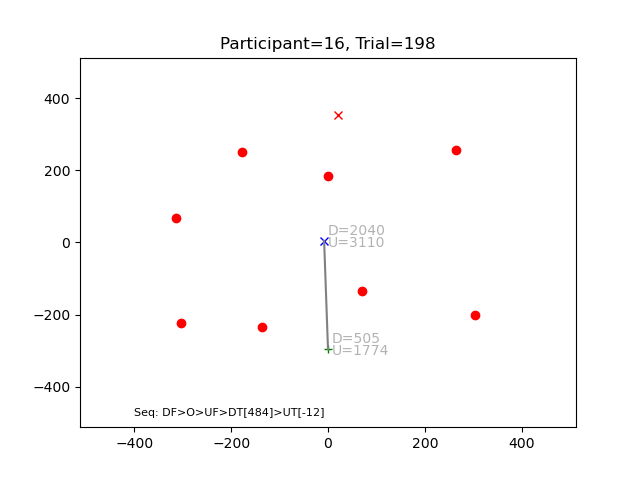 Participant=16, Trial=198
400
200
0
−200
−400
D=2040
U=3110
D=505
U=1774
Seq: DF>O>UF>DT[484]>UT[-12]
−400
−200
0
200
400